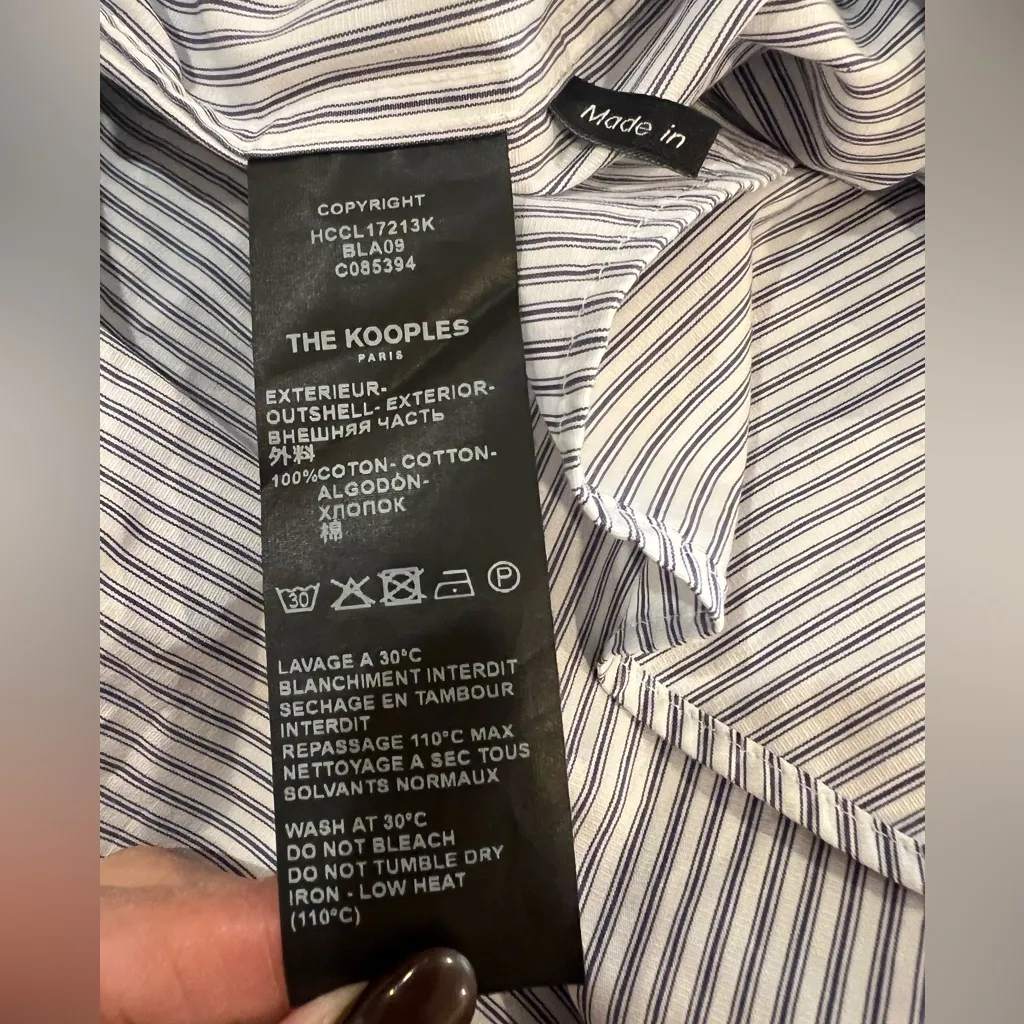 Made in
COPYRIGHT
HCCL17213K
BLA09
C085394
THE KOOPLES
PARIS
EXTERIEUR-
OUTSHELL- EXTERIOR-
ВНЕШНЯЯ ЧАСТЬ
外料
100%COTON- COTTON-
ALGODÓN-
ХЛОПОК
棉
30 P
LAVAGE A 30°C
BLANCHIMENT INTERDIT
SECHAGE EN TAMBOUR
INTERDIT
REPASSAGE 110°C MAX
NETTOYAGE A SEC TOUS
SOLVANTS NORMAUX
WASH AT 30°C
DO NOT BLEACH
DO NOT TUMBLE DRY
IRON - LOW HEAT
(110°C)